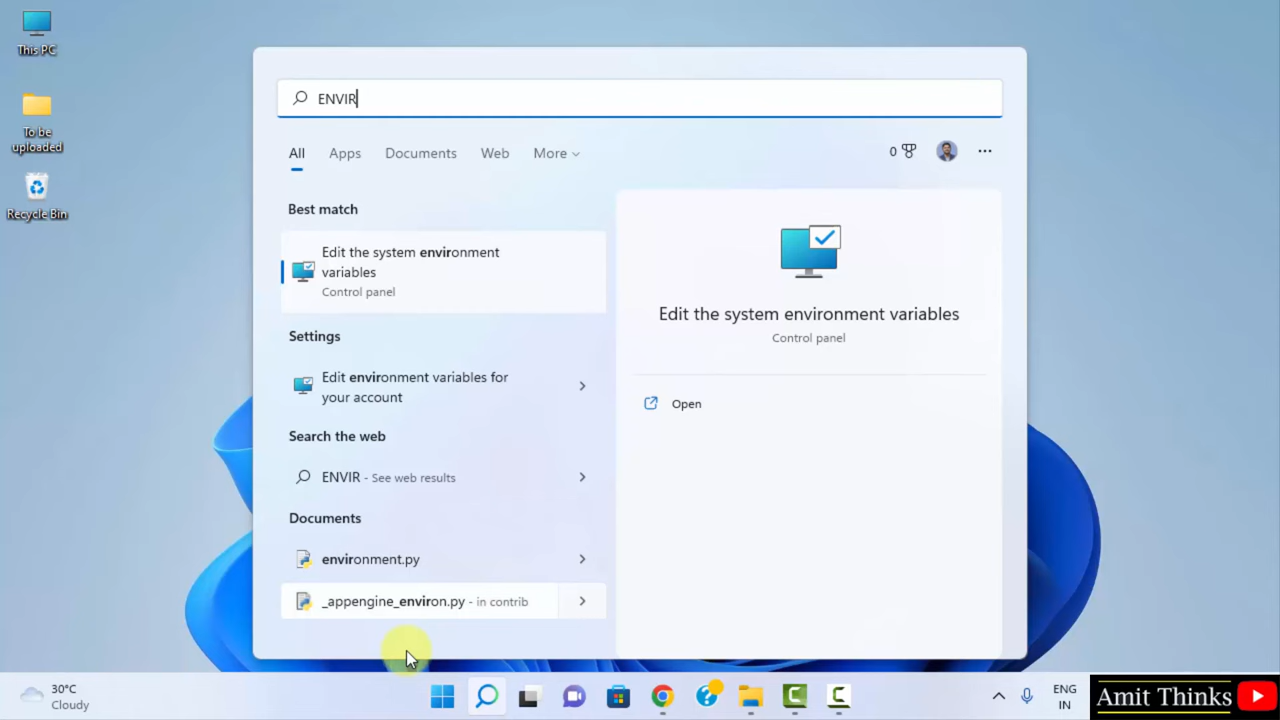 This PC
To be
uploaded
Recycle Bin
ENVIR
All Apps Documents Web More
0
Best match
Edit the system environment
variables
Control panel
Settings
Edit environment variables for
your account
Search the web
ENVIR - See web results
Documents
environment.py
_appengine_environ.py - in contrib
Edit the system environment variables
Control panel
Open
30°C
Cloudy
ENG
IN
Amit Thinks